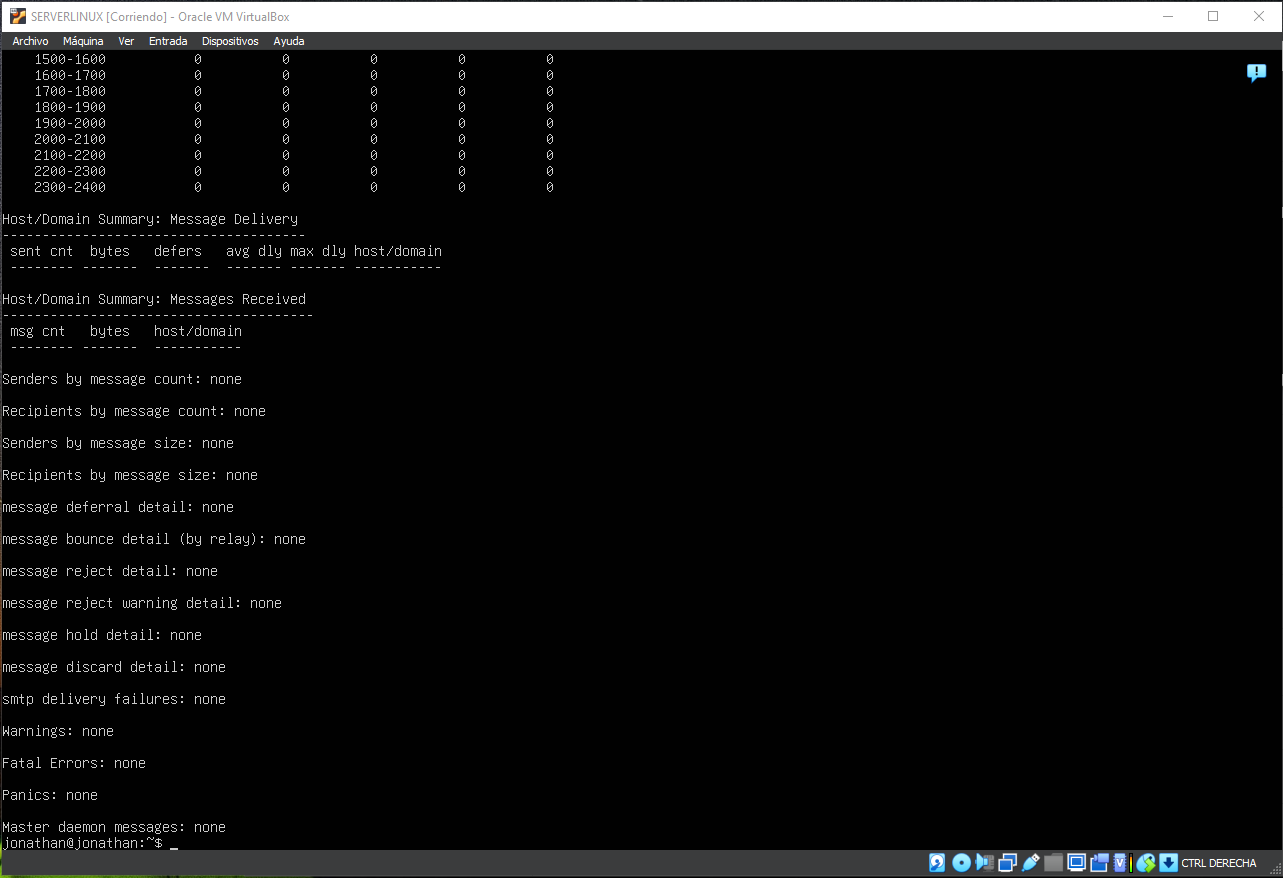 SERVERLINUX [Corriendo] - Oracle VM VirtualBox
Archivo Máquina Ver Entrada Dispositivos Ayuda
1500-1600 0 0 0 0 0
1600-1700 0 0 0 0 0
1700-1800 0 0 0 0 0
1800-1900 0 0 0 0 0
1900-2000 0 0 0 0 0
2000-2100 0 0 0 0 0
2100-2200 0 0 0 0 0
2200-2300 0 0 0 0 0
2300-2400 0 0 0 0 0
Host/Domain Summary: Message Delivery
--------------------------------------
sent cnt bytes defers avg dly max dly host/domain
-------- ------- ------- ------- ------- -----------
Host/Domain Summary: Messages Received
---------------------------------------
msg cnt bytes host/domain
-------- ------- -----------
Senders by message count: none
Recipients by message count: none
Senders by message size: none
Recipients by message size: none
message deferral detail: none
message bounce detail (by relay): none
message reject detail: none
message reject warning detail: none
message hold detail: none
message discard detail: none
smtp delivery failures: none
Warnings: none
Fatal Errors: none
Panics: none
Master daemon messages: none
jonathan@jonathan:~$ _
CTRL DERECHA